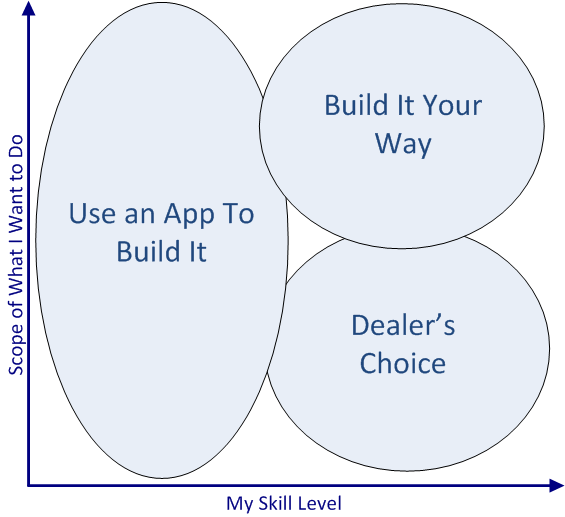 Build It Your
Way
Use an App To
Build It
Dealer’s
Choice
Scope of What I Want to Do
My Skill Level